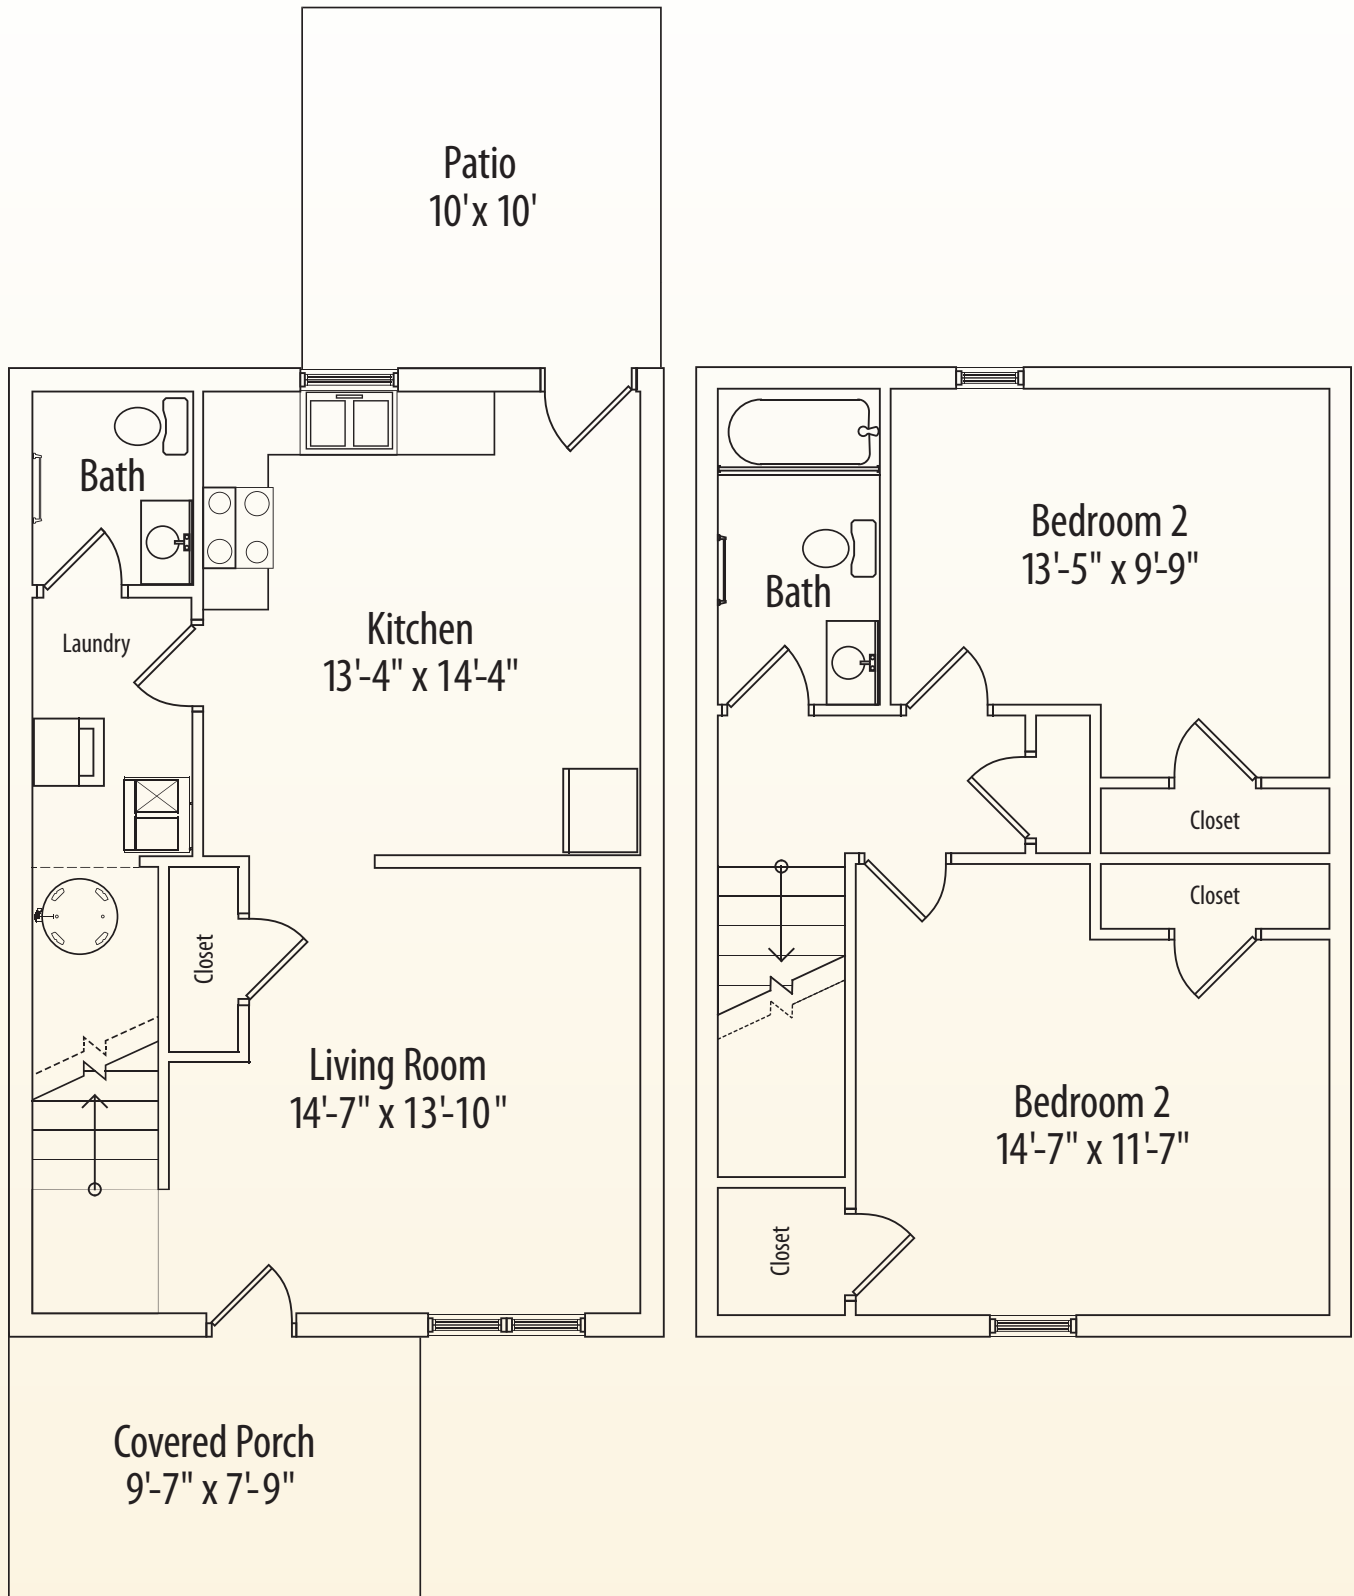 Patio
10' x 10'
Bath
Laundry
Kitchen
13'-4" x 14'-4"
Closet
Living Room
14'-7" x 13'-10"
Covered Porch
9'-7" x 7'-9"
Bedroom 2
13'-5" x 9'-9"
Bath
Closet
Closet
Bedroom 2
14'-7" x 11'-7"
Closet